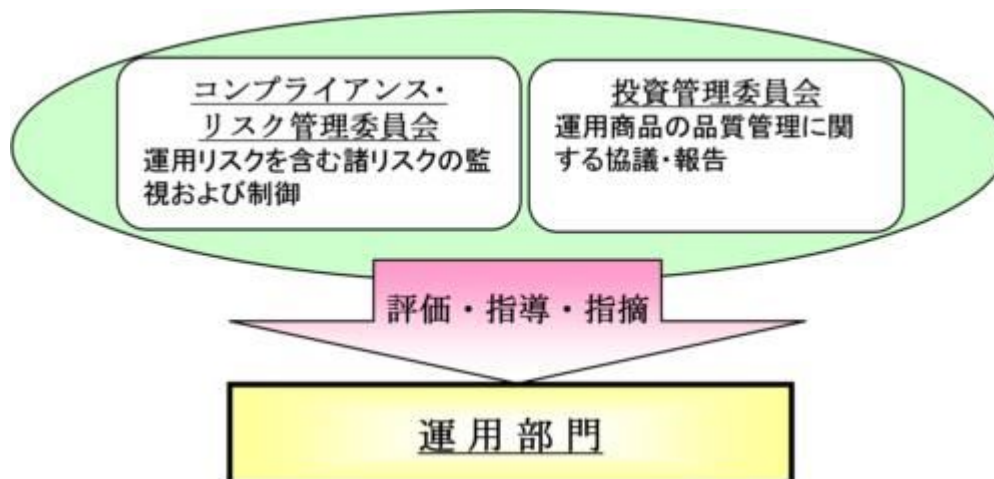 コンプライアンス・
リスク管理委員会
運用リスクを含む諸リスクの監
視および制御
投資管理委員会
運用商品の品質管理に関
する協議・報告
評価・指導・指摘
運用部門